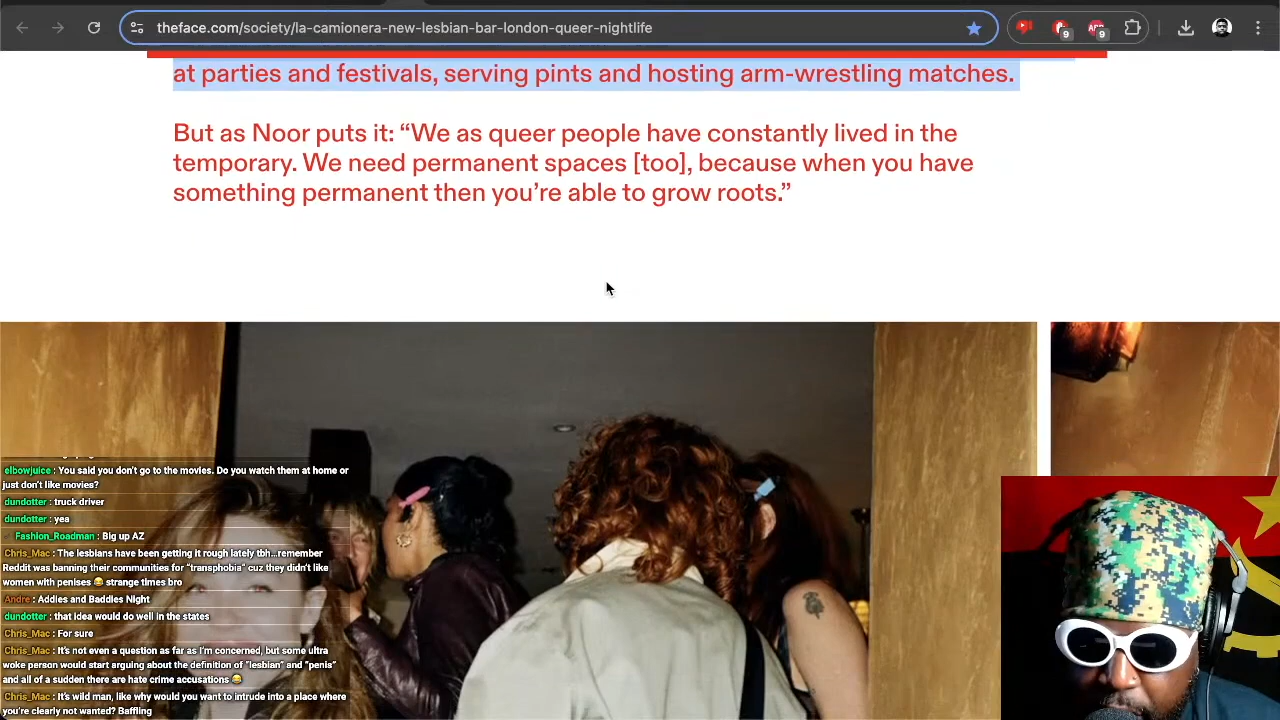 theface.com/society/la-camionera-new-lesbian-bar-london-queer-nightlife
9
ABP
9
at parties and festivals, serving pints and hosting arm-wrestling matches.
But as Noor puts it: “We as queer people have constantly lived in the
temporary. We need permanent spaces [too], because when you have
something permanent then you’re able to grow roots.”
elbowjuice : You said you don't go to the movies. Do you watch them at home or
just don't like movies?
dundotter : truck driver
dundotter : yea
Fashion_Roadman : Big up AZ
Chris_Mac : The lesbians have been getting it rough lately tbh...remember
Reddit was banning their communities for “transphobia” cuz they didn’t like
women with penises 😂 strange times bro
Andre : Addies and Baddies Night
dundotter : that idea would do well in the states
Chris_Mac : For sure
Chris_Mac : It’s not even a question as far as I’m concerned, but some ultra
woke person would start arguing about the definition of “lesbian” and “penis”
and all of a sudden there are hate crime accusations 😂
Chris_Mac : It’s wild man, like why would you want to intrude into a place where
you’re clearly not wanted? Baffling